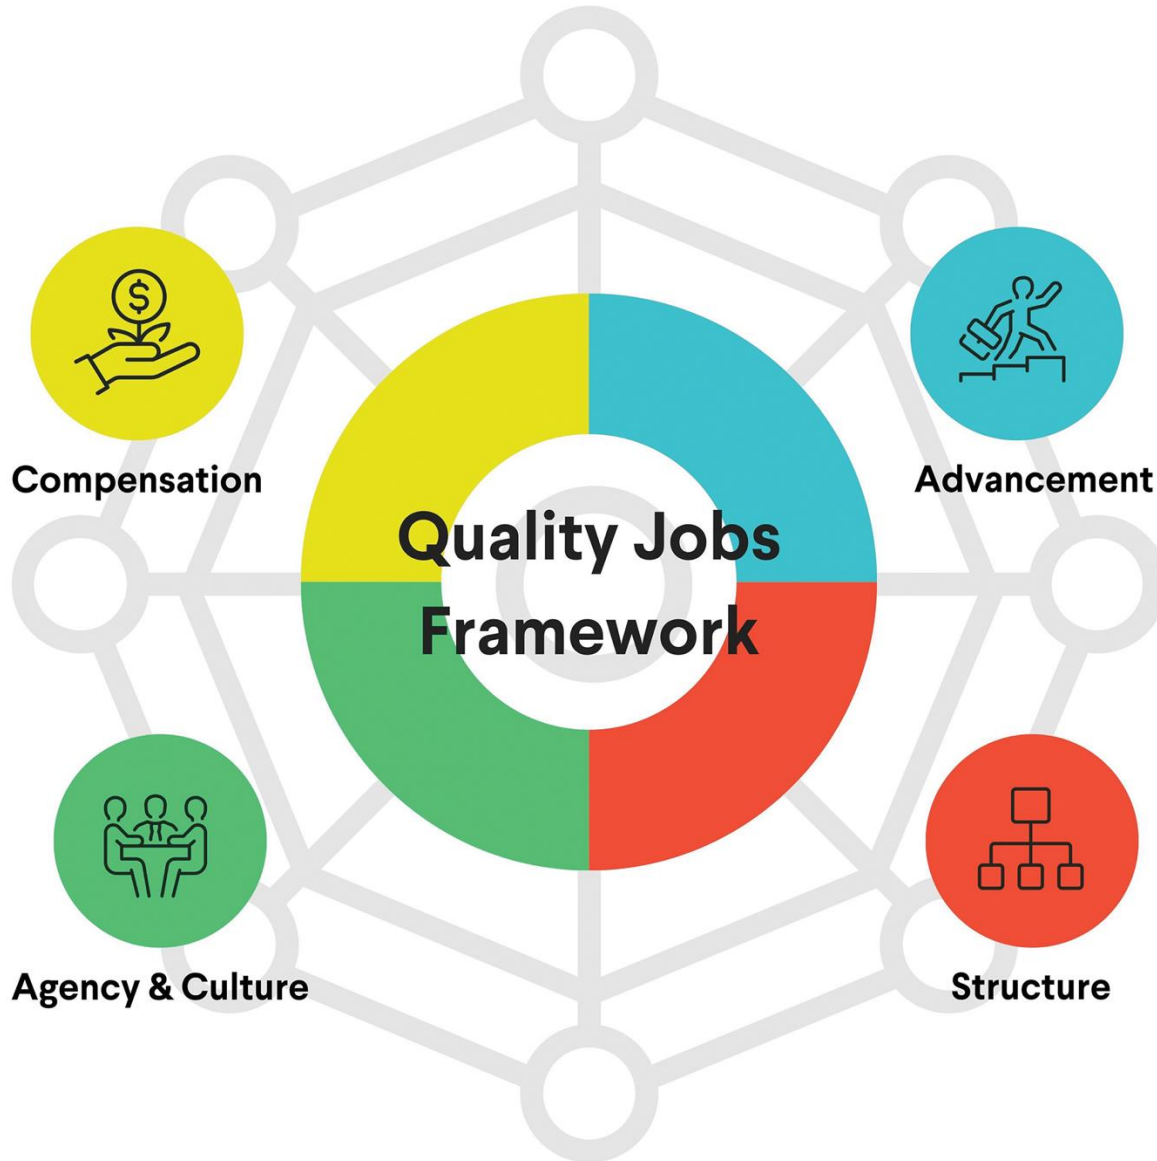 $
Compensation
Advancement
Quality Jobs
Framework
Agency & Culture
Structure